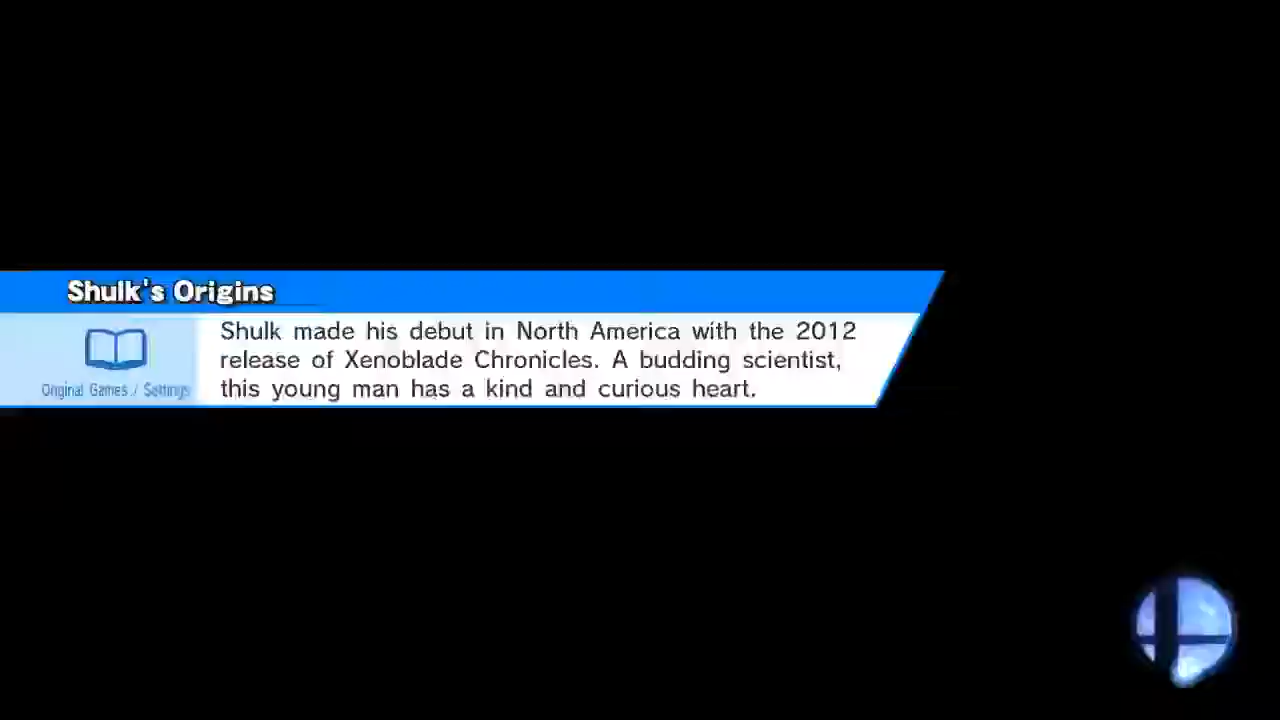 Shulk's Origins
Shulk made his debut in North America with the 2012
release of Xenoblade Chronicles. A budding scientist,
this young man has a kind and curious heart.
Original Games / Settings